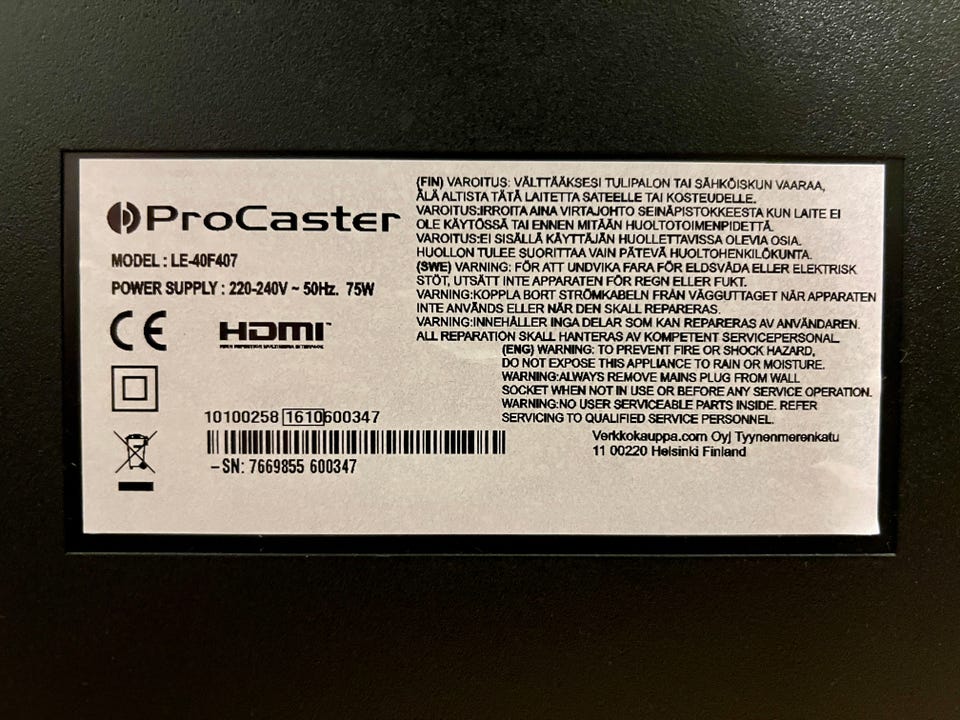 ProCaster
MODEL : LE-40F407
POWER SUPPLY : 220-240V ~ 50Hz. 75W
CE
HDMI™
10100258 1610600347
-SN: 7669855 600347
(FIN) VAROITUS: VÄLTTÄÄKSESI TULIPALON TAI SÄHKÖISKUN VAARAA,
ÄLÄ ALTISTA TÄTÄ LAITETTA SATEELLE TAI KOSTEUDELLE.
VAROITUS:IRROITA AINA VIRTAJOHTO SEINÄPISTOKKEESTA KUN LAITE EI
OLE KÄYTÖSSÄ TAI ENNEN MITÄÄN HUOLTOTOIMENPIDETTÄ.
VAROITUS:EI SISÄLLÄ KÄYTTÄJÄN HUOLLETTAVISSA OLEVIA OSIA.
HUOLLON TULEE SUORITTAA VAIN PÄTEVÄ HUOLTOHENKILÖKUNTA.
(SWE) VARNING: FÖR ATT UNDVIKA FARA FÖR ELDSVÅDA ELLER ELEKTRISK
STÖT, UTSÄTT INTE APPARATEN FÖR REGN ELLER FUKT.
VARNING:KOPPLA BORT STRÖMKABELN FRÅN VÄGGUTTAGET NÄR APPARATEN
INTE ANVÄNDS ELLER NÄR DEN SKALL REPARERAS.
VARNING:INNEHÅLLER INGA DELAR SOM KAN REPARERAS AV ANVÄNDAREN.
ALL REPARATION SKALL HANTERAS AV KOMPETENT SERVICEPERSONAL.
(ENG) WARNING: TO PREVENT FIRE OR SHOCK HAZARD,
DO NOT EXPOSE THIS APPLIANCE TO RAIN OR MOISTURE.
WARNING:ALWAYS REMOVE MAINS PLUG FROM WALL
SOCKET WHEN NOT IN USE OR BEFORE ANY SERVICE OPERATION.
WARNING:NO USER SERVICEABLE PARTS INSIDE. REFER
SERVICING TO QUALIFIED SERVICE PERSONNEL.
Verkkokauppa.com Oyj Tyynenmerenkatu
11 00220 Helsinki Finland